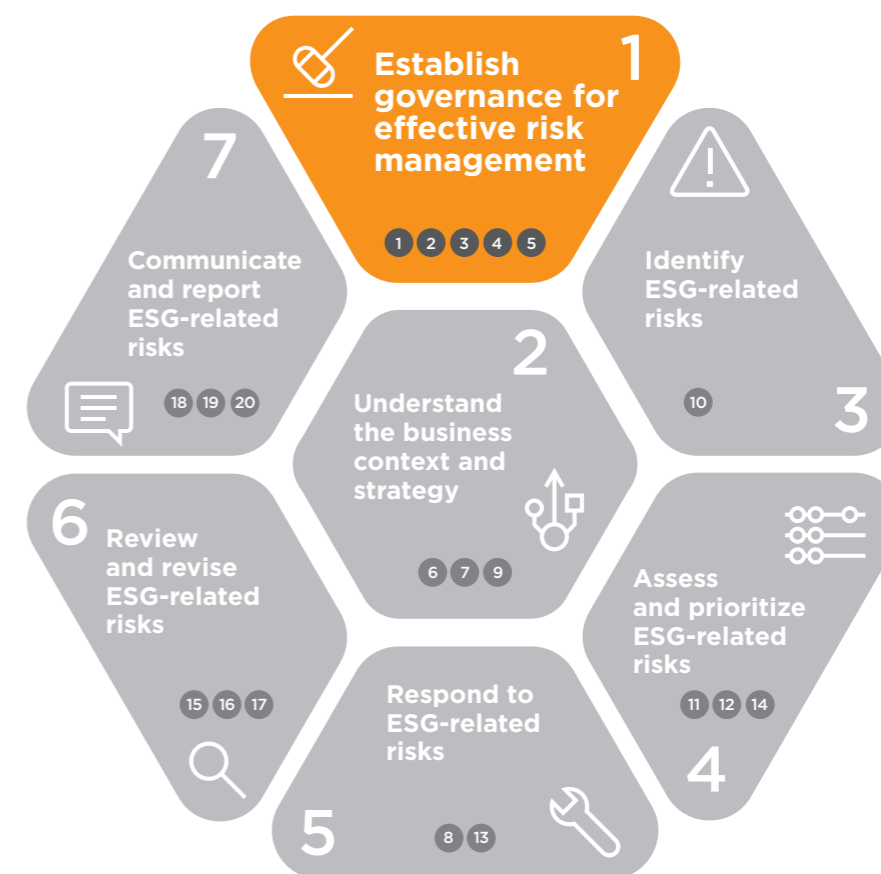 1
Establish
governance for
effective risk
management
1 2 3 4 5
2
Understand
the business
context and
strategy
6 7 9
Identify
ESG-related
risks
10
3
Assess
and prioritize
ESG-related
risks
11 12 14
4
Respond to
ESG-related
risks
5
8 13
6
Review
and revise
ESG-related
risks
15 16 17
7
Communicate
and report
ESG-related
risks
18 19 20